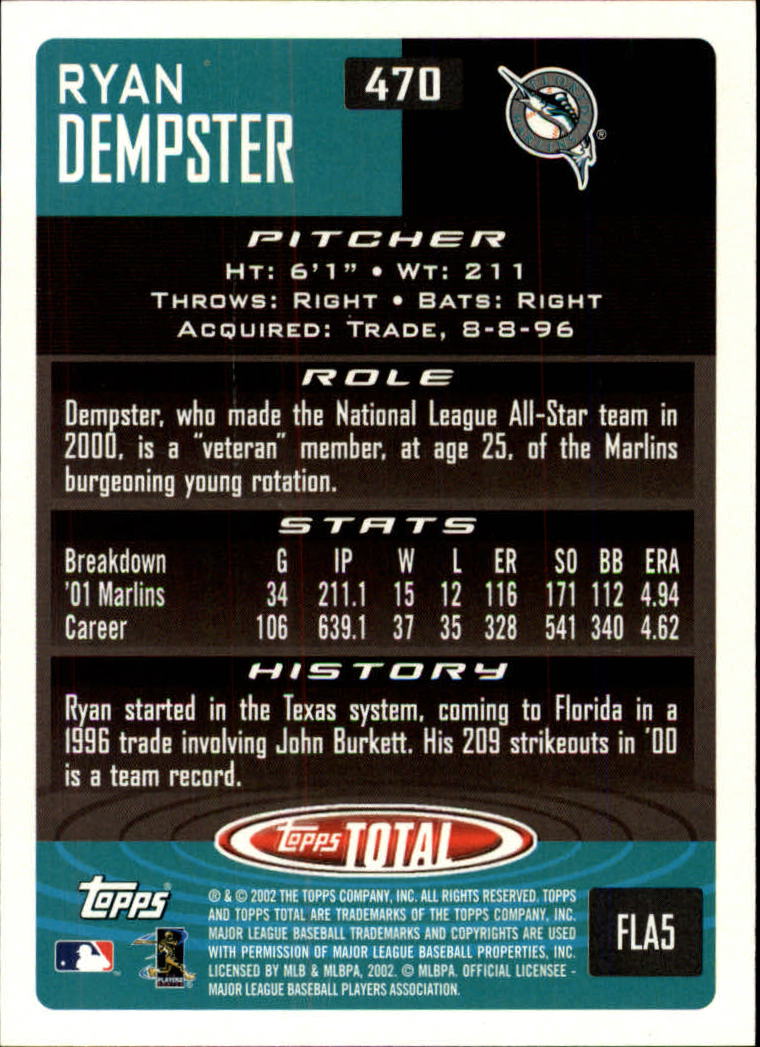 RYAN
DEMPSTER
470
PITCHER
HT: 6'1" • WT: 211
THROWS: RIGHT • BATS: RIGHT
ACQUIRED: TRADE, 8-8-96
ROLE
Dempster, who made the National League All-Star team in
2000, is a "veteran" member, at age 25, of the Marlins
burgeoning young rotation.
STATS
Breakdown G IP W L ER SO BB ERA
'01 Marlins 34 211.1 15 12 116 171 112 4.94
Career 106 639.1 37 35 328 541 340 4.62
HISTORY
Ryan started in the Texas system, coming to Florida in a
1996 trade involving John Burkett. His 209 strikeouts in '00
is a team record.
Topps TOTAL
Topps
® & © 2002 THE TOPPS COMPANY, INC. ALL RIGHTS RESERVED. TOPPS
AND TOPPS TOTAL ARE TRADEMARKS OF THE TOPPS COMPANY, INC.
MAJOR LEAGUE BASEBALL TRADEMARKS AND COPYRIGHTS ARE USED
WITH PERMISSION OF MAJOR LEAGUE BASEBALL PROPERTIES, INC.
LICENSED BY MLB & MLBPA, 2002. © MLBPA. OFFICIAL LICENSEE -
MAJOR LEAGUE BASEBALL PLAYERS ASSOCIATION.
FLA5
PLAYERS